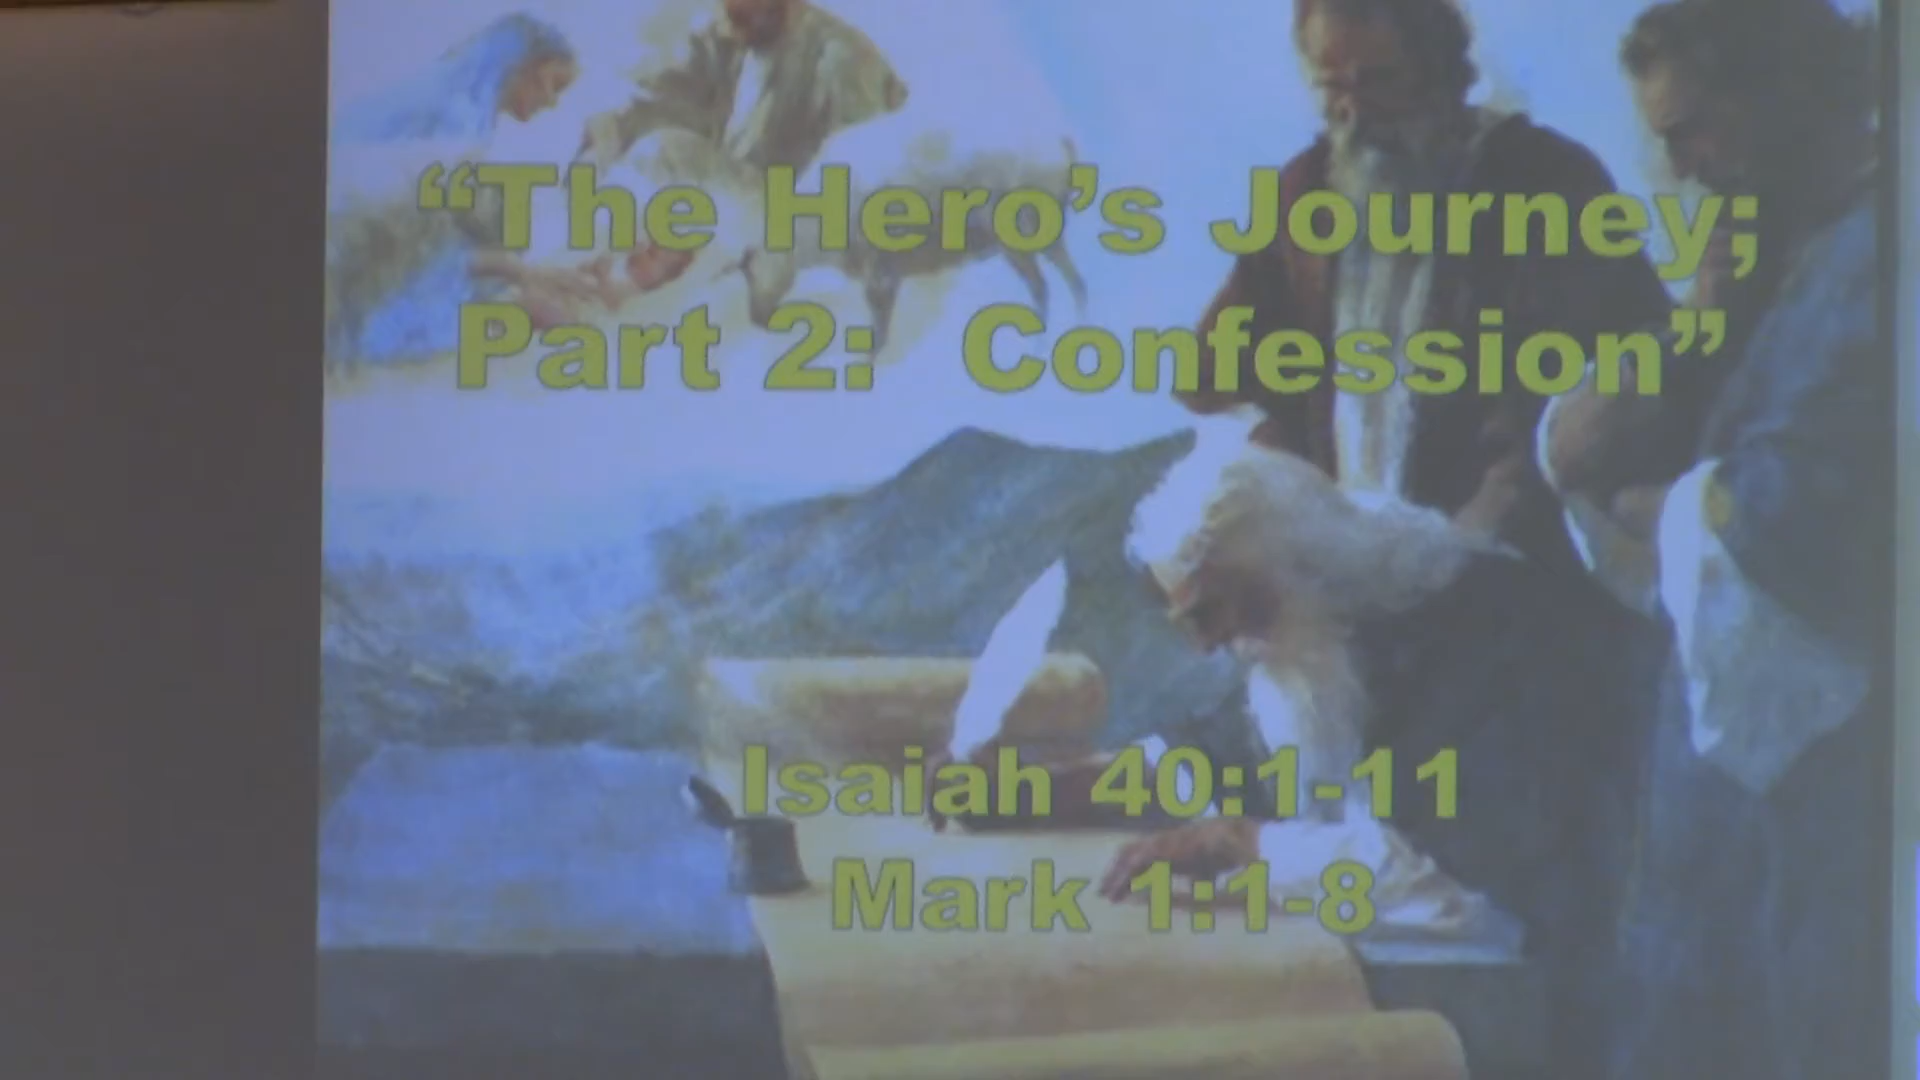 “The Hero’s Journey;
Part 2: Confession”
Isaiah 40:1-11
Mark 1:1-8